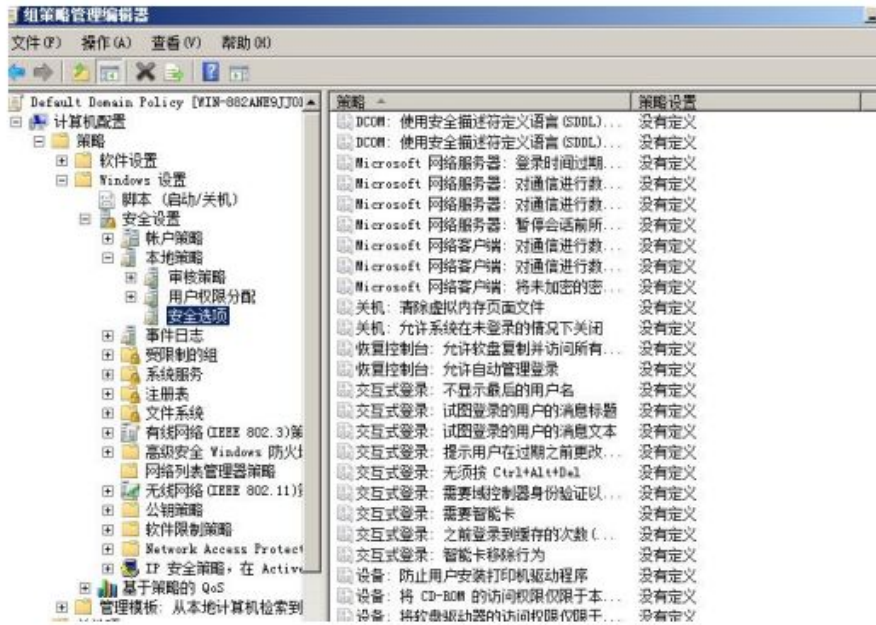 组策略管理编辑器
文件(F) 操作(A) 查看(V) 帮助(H)
Default Domain Policy [WIN-882ANE9JJO1
计算机配置
策略
软件设置
Windows 设置
脚本 (启动/关机)
安全设置
帐户策略
本地策略
审核策略
用户权限分配
安全选项
事件日志
受限制的组
系统服务
注册表
文件系统
有线网络(IEEE 802.3)策
高级安全 Windows 防火
网络列表管理器策略
无线网络(IEEE 802.11)
公钥策略
软件限制策略
Network Access Protect
IP 安全策略，在 Active
基于策略的 QoS
管理模板: 从本地计算机检索到
策略 策略设置
DCOM: 使用安全描述符定义语言(SDDL)... 没有定义
DCOM: 使用安全描述符定义语言(SDDL)... 没有定义
Microsoft 网络服务器: 登录时间过期... 没有定义
Microsoft 网络服务器: 对通信进行数... 没有定义
Microsoft 网络服务器: 对通信进行数... 没有定义
Microsoft 网络服务器: 暂停会话前所... 没有定义
Microsoft 网络客户端: 对通信进行数... 没有定义
Microsoft 网络客户端: 对通信进行数... 没有定义
Microsoft 网络客户端: 将未加密的密... 没有定义
关机: 清除虚拟内存页面文件 没有定义
关机: 允许系统在未登录的情况下关闭 没有定义
恢复控制台: 允许软盘复制并访问所有... 没有定义
恢复控制台: 允许自动管理登录 没有定义
交互式登录: 不显示最后的用户名 没有定义
交互式登录: 试图登录的用户的消息标题 没有定义
交互式登录: 试图登录的用户的消息文本 没有定义
交互式登录: 提示用户在过期之前更改... 没有定义
交互式登录: 无须按 Ctrl+Alt+Del 没有定义
交互式登录: 需要域控制器身份验证以... 没有定义
交互式登录: 需要智能卡 没有定义
交互式登录: 之前登录到缓存的次数(... 没有定义
交互式登录: 智能卡移除行为 没有定义
设备: 防止用户安装打印机驱动程序 没有定义
设备: 将 CD-ROM 的访问权限仅限于本... 没有定义
设备: 将软盘驱动器的访问权限仅限于... 没有定义